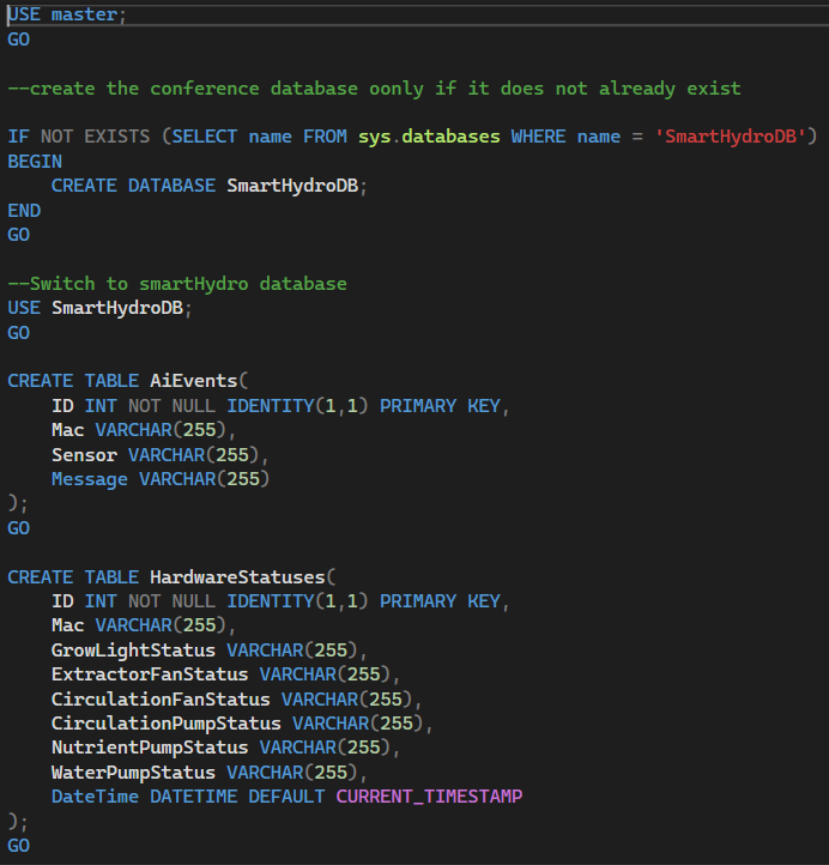 USE master;
GO
--create the conference database oonly if it does not already exist
IF NOT EXISTS (SELECT name FROM sys.databases WHERE name = 'SmartHydroDB')
BEGIN
CREATE DATABASE SmartHydroDB;
END
GO
--Switch to smartHydro database
USE SmartHydroDB;
GO
CREATE TABLE AiEvents(
ID INT NOT NULL IDENTITY(1,1) PRIMARY KEY,
Mac VARCHAR(255),
Sensor VARCHAR(255),
Message VARCHAR(255)
);
GO
CREATE TABLE HardwareStatuses(
ID INT NOT NULL IDENTITY(1,1) PRIMARY KEY,
Mac VARCHAR(255),
GrowLightStatus VARCHAR(255),
ExtractorFanStatus VARCHAR(255),
CirculationFanStatus VARCHAR(255),
CirculationPumpStatus VARCHAR(255),
NutrientPumpStatus VARCHAR(255),
WaterPumpStatus VARCHAR(255),
DateTime DATETIME DEFAULT CURRENT_TIMESTAMP
);
GO